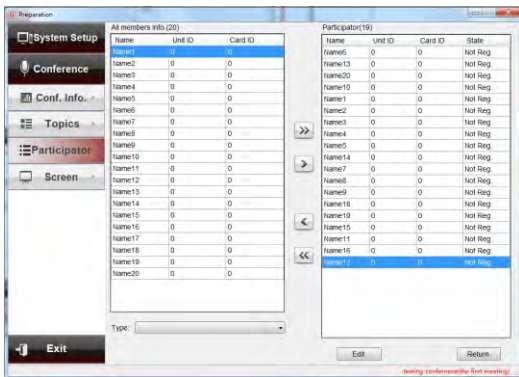 Preparation
System Setup
Conference
Conf. Info.
Topics
Participator
Screen
Exit
All members info.(20)
Name Unit ID Card ID
Name1 0 0
Name2 0 0
Name3 0 0
Name4 0 0
Name5 0 0
Name6 0 0
Name7 0 0
Name8 0 0
Name9 0 0
Name10 0 0
Name11 0 0
Name12 0 0
Name13 0 0
Name14 0 0
Name15 0 0
Name16 0 0
Name17 0 0
Name18 0 0
Name19 0 0
Name20 0 0
Type:
>>
>
<
<<
Participator(19)
Name Unit ID Card ID State
Name6 0 0 Not Reg.
Name13 0 0 Not Reg.
Name20 0 0 Not Reg.
Name10 0 0 Not Reg.
Name1 0 0 Not Reg.
Name2 0 0 Not Reg.
Name3 0 0 Not Reg.
Name4 0 0 Not Reg.
Name5 0 0 Not Reg.
Name14 0 0 Not Reg.
Name7 0 0 Not Reg.
Name8 0 0 Not Reg.
Name9 0 0 Not Reg.
Name18 0 0 Not Reg.
Name19 0 0 Not Reg.
Name15 0 0 Not Reg.
Name11 0 0 Not Reg.
Name16 0 0 Not Reg.
Name12 0 0 Not Reg.
Edit Return
testing conference(the first meeting)